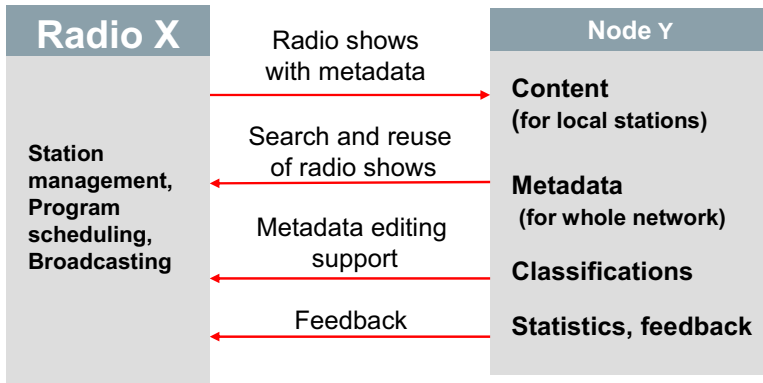 Radio X
Station
management,
Program
scheduling,
Broadcasting
Radio shows
with metadata
Search and reuse
of radio shows
Metadata editing
support
Feedback
Node Y
Content
(for local stations)
Metadata
(for whole network)
Classifications
Statistics, feedback